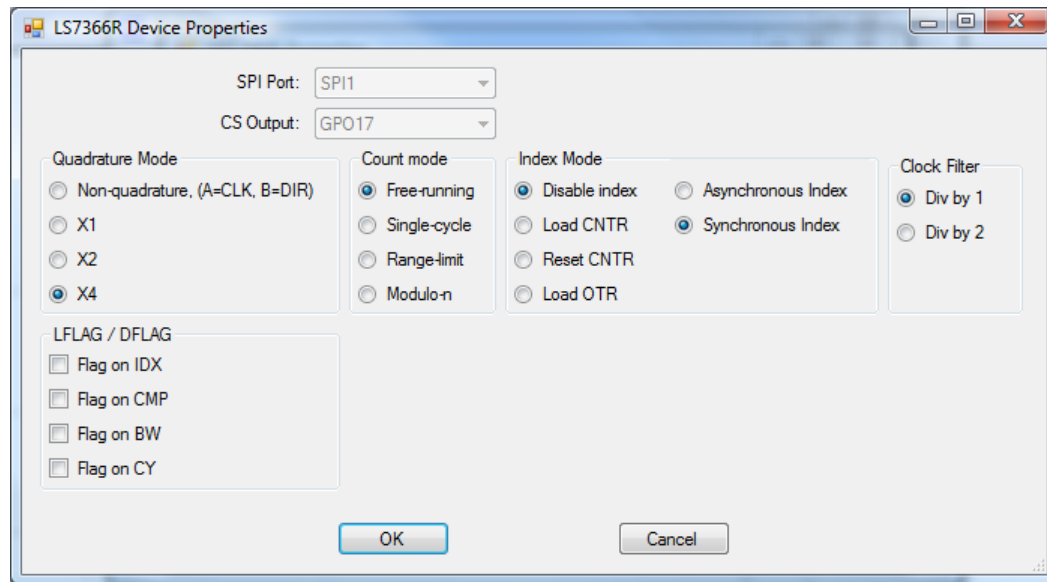 LS7366R Device Properties
SPI Port: SPI1
CS Output: GPO17
Quadrature Mode
Non-quadrature, (A=CLK, B=DIR)
X1
X2
X4
Count mode
Free-running
Single-cycle
Range-limit
Modulo-n
Index Mode
Disable index
Load CNTR
Reset CNTR
Load OTR
Asynchronous Index
Synchronous Index
Clock Filter
Div by 1
Div by 2
LFLAG / DFLAG
Flag on IDX
Flag on CMP
Flag on BW
Flag on CY
OK
Cancel